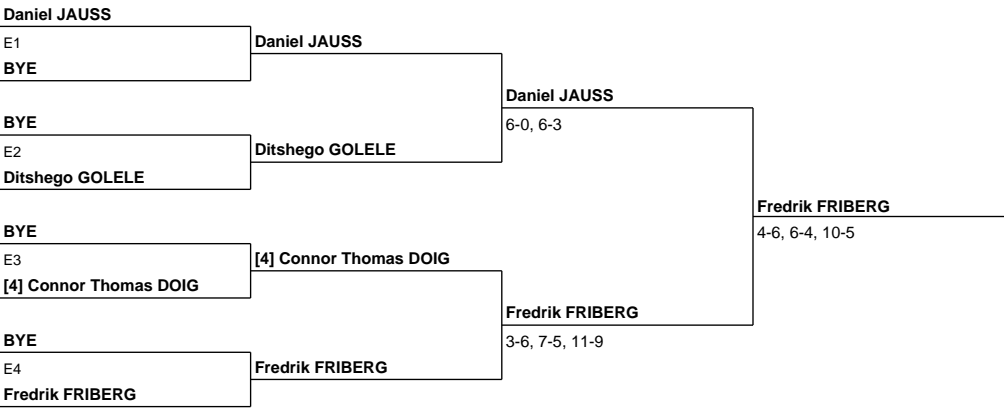 Daniel JAUSS
E1
BYE
Daniel JAUSS
BYE
E2
Ditshego GOLELE
Ditshego GOLELE
Daniel JAUSS
6-0, 6-3
BYE
E3
[4] Connor Thomas DOIG
[4] Connor Thomas DOIG
BYE
E4
Fredrik FRIBERG
Fredrik FRIBERG
Fredrik FRIBERG
3-6, 7-5, 11-9
Fredrik FRIBERG
4-6, 6-4, 10-5